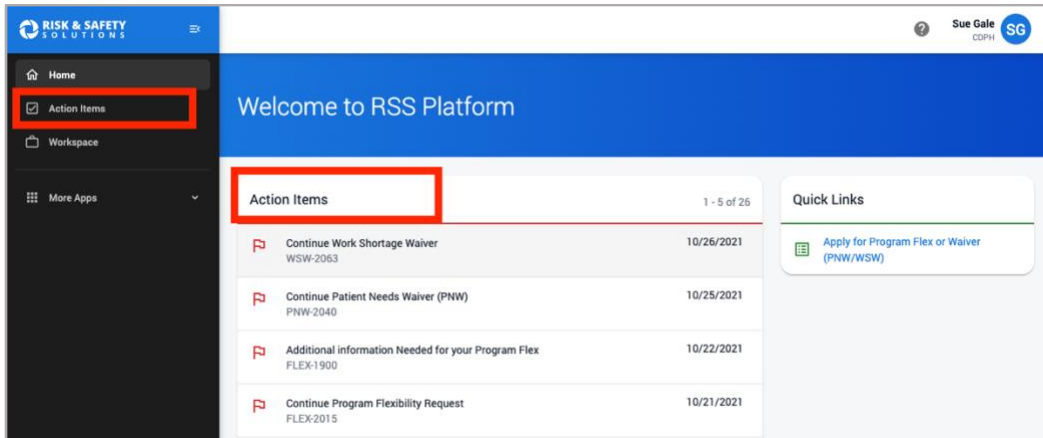 RISK & SAFETY
SOLUTIONS
Sue Gale
CDPH
SG
Home
Action Items
Workspace
More Apps
Welcome to RSS Platform
Action Items
1 - 5 of 26
Continue Work Shortage Waiver
10/26/2021
WSW-2063
Continue Patient Needs Waiver (PNW)
10/25/2021
PNW-2040
Additional information Needed for your Program Flex
10/22/2021
FLEX-1900
Continue Program Flexibility Request
10/21/2021
FLEX-2015
Quick Links
Apply for Program Flex or Waiver
(PNW/WSW)